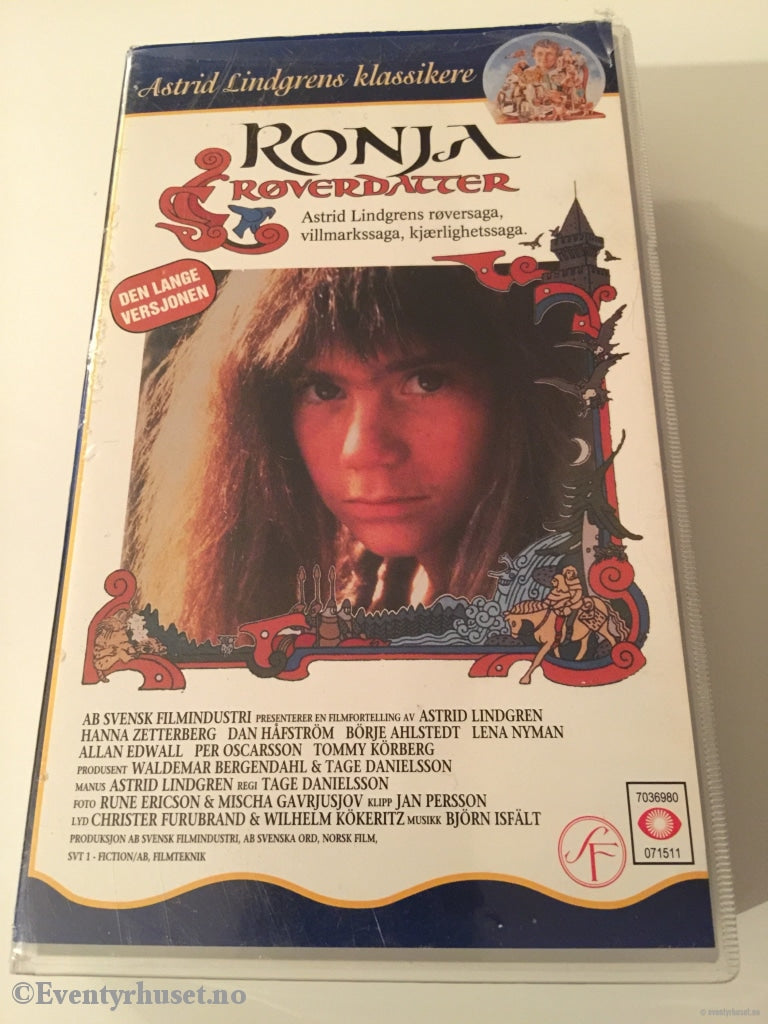 Astrid Lindgrens klassikere
RONJA
RØVERDATTER
Astrid Lindgrens røversaga,
villmarkssaga, kjærlighetssaga.
DEN LANGE
VERSJONEN
AB SVENSK FILMINDUSTRI PRESENTERER EN FILMFORTELLING AV ASTRID LINDGREN
HANNA ZETTERBERG DAN HÅFSTRÖM BÖRJE AHLSTEDT LENA NYMAN
ALLAN EDWALL PER OSCARSSON TOMMY KÖRBERG
PRODUSENT WALDEMAR BERGENDAHL & TAGE DANIELSSON
MANUS ASTRID LINDGREN REGI TAGE DANIELSSON
FOTO RUNE ERICSON & MISCHA GAVRJUSJOV KLIPP JAN PERSSON
LYD CHRISTER FURUBRAND & WILHELM KÖKERITZ MUSIKK BJÖRN ISFÄLT
PRODUKSJON AB SVENSK FILMINDUSTRI, AB SVENSKA ORD, NORSK FILM,
SVT 1 - FICTION/AB, FILMTEKNIK
SF
7036980
071511
©Eventyrhuset.no
© eventyrhuset.no